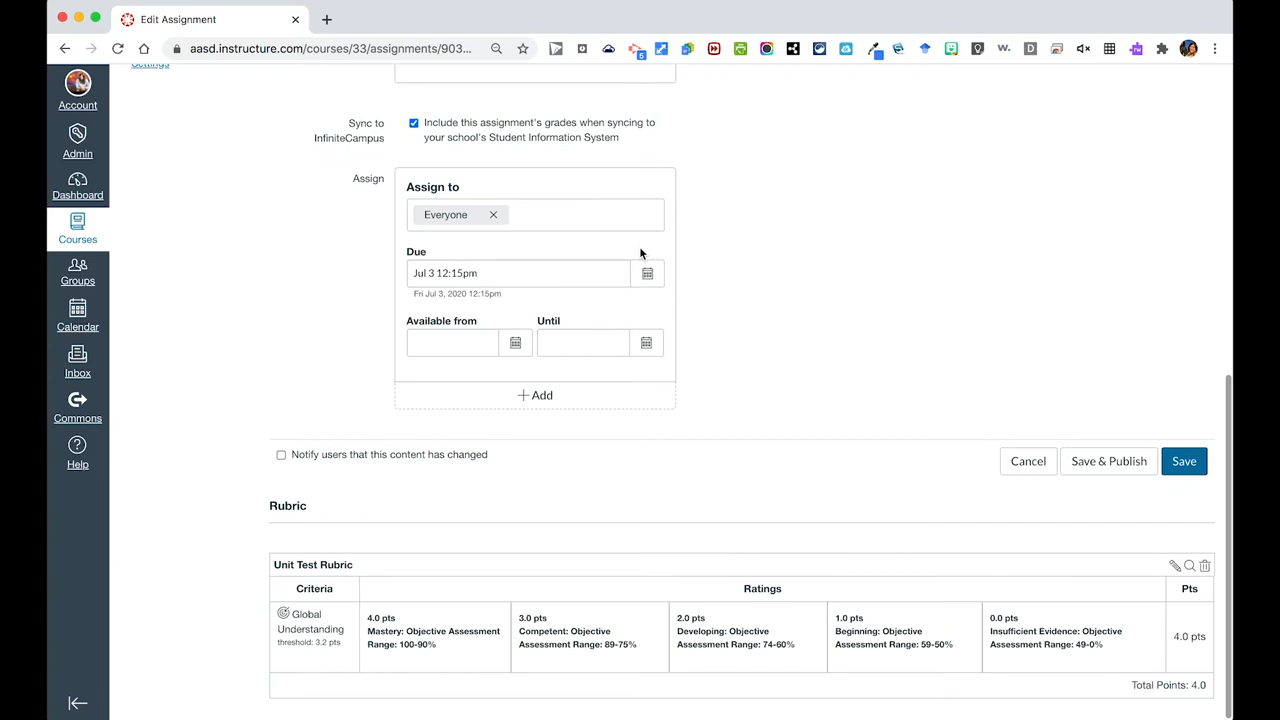 Edit Assignment
aasd.instructure.com/courses/33/assignments/903...
5
w.
D
Account
Admin
Dashboard
Courses
Groups
Calendar
Inbox
Commons
Help
Settings
Sync to
InfiniteCampus
Include this assignment's grades when syncing to
your school's Student Information System
Assign
Assign to
Everyone
Due
Jul 3 12:15pm
Fri Jul 3, 2020 12:15pm
Available from
Until
+ Add
Notify users that this content has changed
Cancel
Save & Publish
Save
Rubric
Unit Test Rubric
Criteria
Ratings
Pts
Global
Understanding
threshold: 3.2 pts
4.0 pts
Mastery: Objective Assessment
Range: 100-90%
3.0 pts
Competent: Objective
Assessment Range: 89-75%
2.0 pts
Developing: Objective
Assessment Range: 74-60%
1.0 pts
Beginning: Objective
Assessment Range: 59-50%
0.0 pts
Insufficient Evidence: Objective
Assessment Range: 49-0%
4.0 pts
Total Points: 4.0